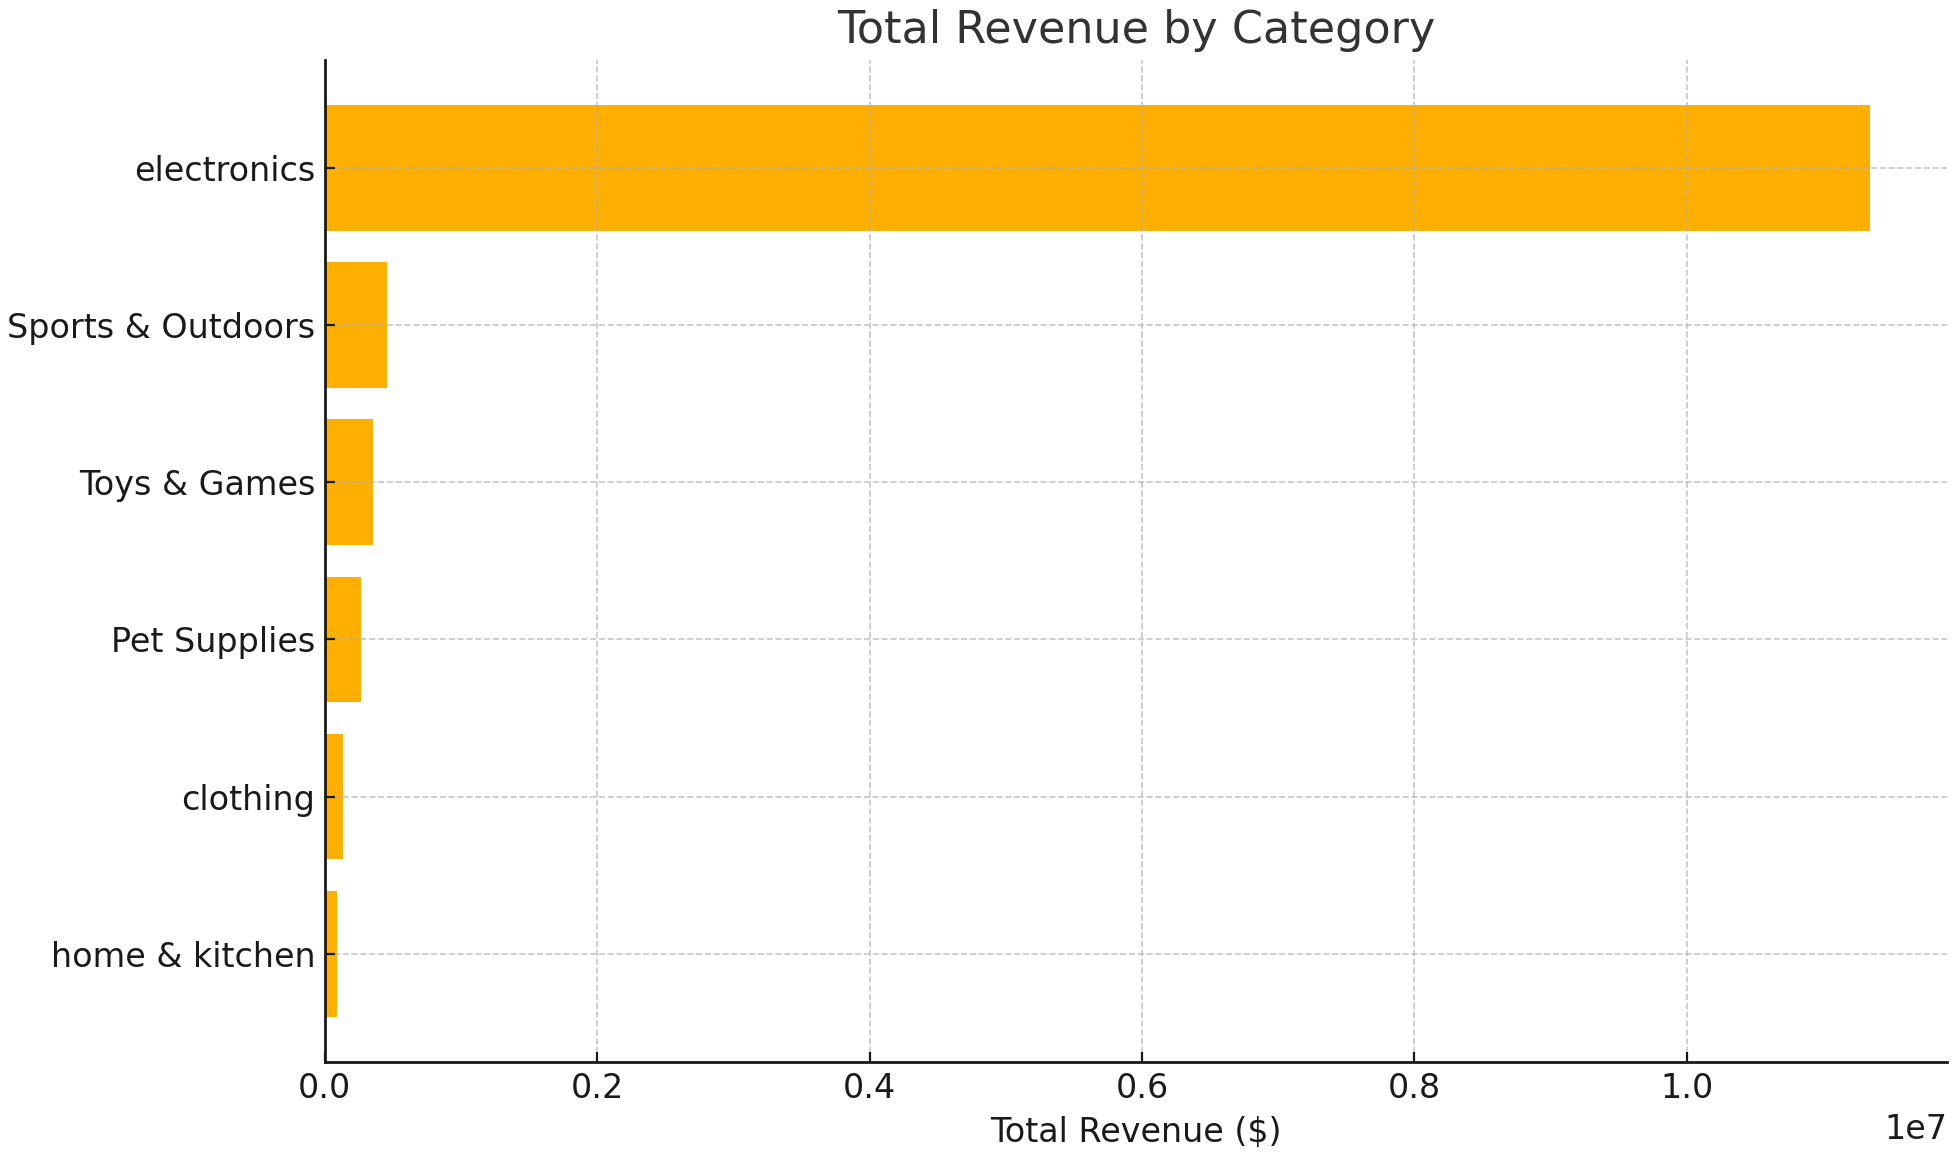 Total Revenue by Category
electronics
Sports & Outdoors
Toys & Games
Pet Supplies
clothing
home & kitchen
0.0 0.2 0.4 0.6 0.8 1.0
Total Revenue ($)
1e7